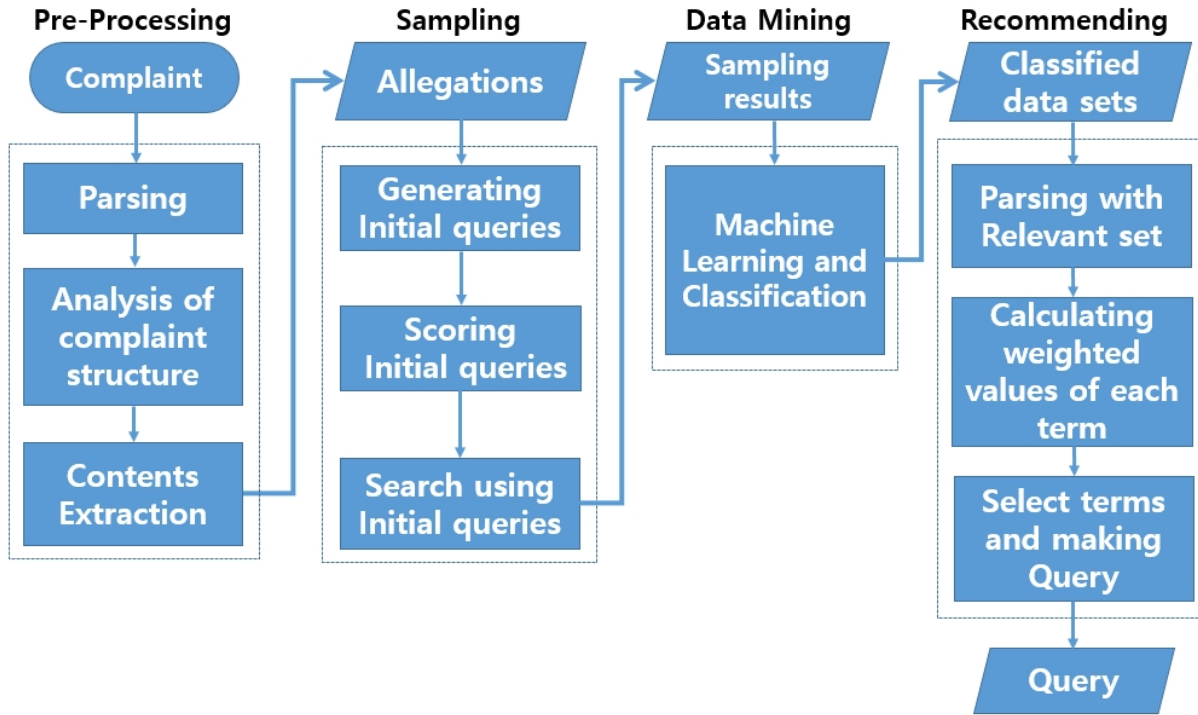 Pre-Processing
Complaint
Parsing
Analysis of
complaint
structure
Contents
Extraction
Sampling
Allegations
Generating
Initial queries
Scoring
Initial queries
Search using
Initial queries
Data Mining
Sampling
results
Machine
Learning and
Classification
Recommending
Classified
data sets
Parsing with
Relevant set
Calculating
weighted
values of each
term
Select terms
and making
Query
Query